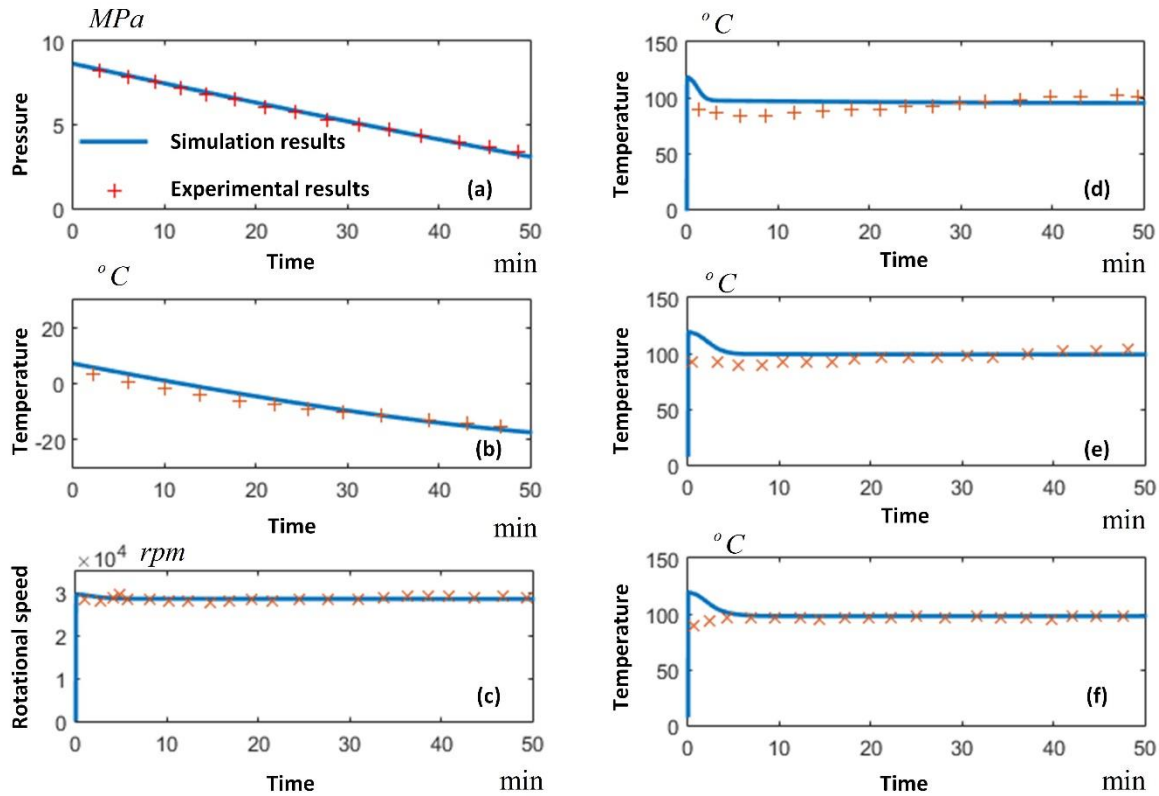 MPa
10
5
0
Pressure
Simulation results
Experimental results
(a)
0 10 20 30 40 50
Time
min
°C
20
0
-20
Temperature
(b)
0 10 20 30 40 50
Time
min
× 10⁴ rpm
3
2
1
0
Rotational speed
(c)
0 10 20 30 40 50
Time
min
°C
150
100
50
0
Temperature
(d)
0 10 20 30 40 50
Time
min
°C
150
100
50
0
Temperature
(e)
0 10 20 30 40 50
Time
min
°C
150
100
50
0
Temperature
(f)
0 10 20 30 40 50
Time
min